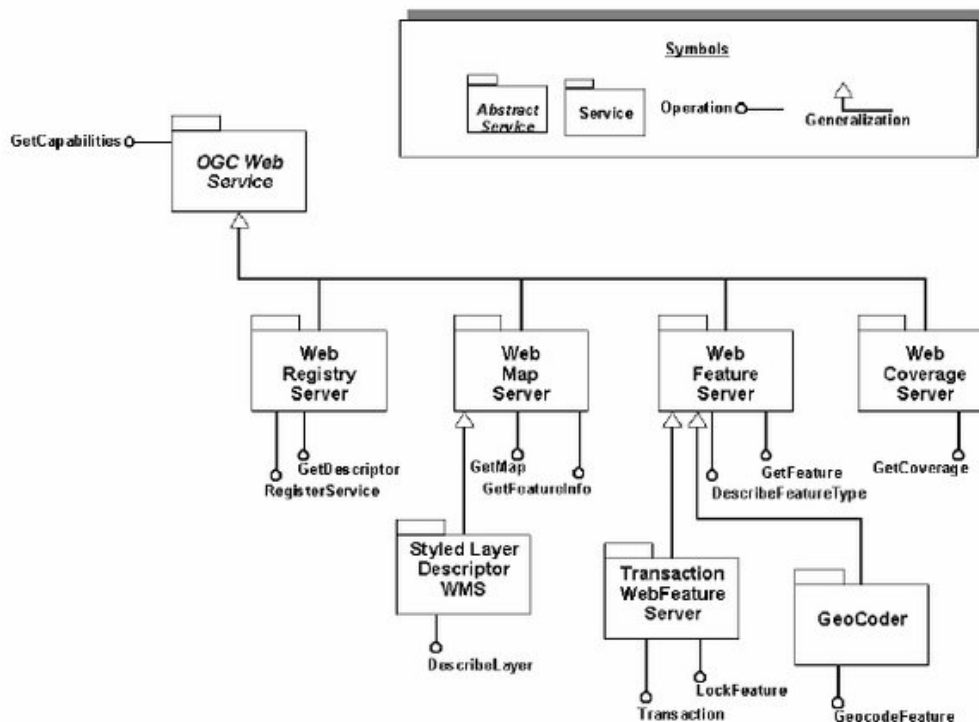 Symbols
Abstract
Service
Service
Operation
Generalization
GetCapabilities
OGC Web
Service
Web
Registry
Server
Web
Map
Server
Web
Feature
Server
Web
Coverage
Server
GetDescriptor
RegisterService
GetMap
GetFeatureInfo
GetFeature
DescribeFeatureType
GetCoverage
Styled Layer
Descriptor
WMS
Transaction
WebFeature
Server
GeoCoder
DescribeLayer
LockFeature
Transaction
GeocodeFeature